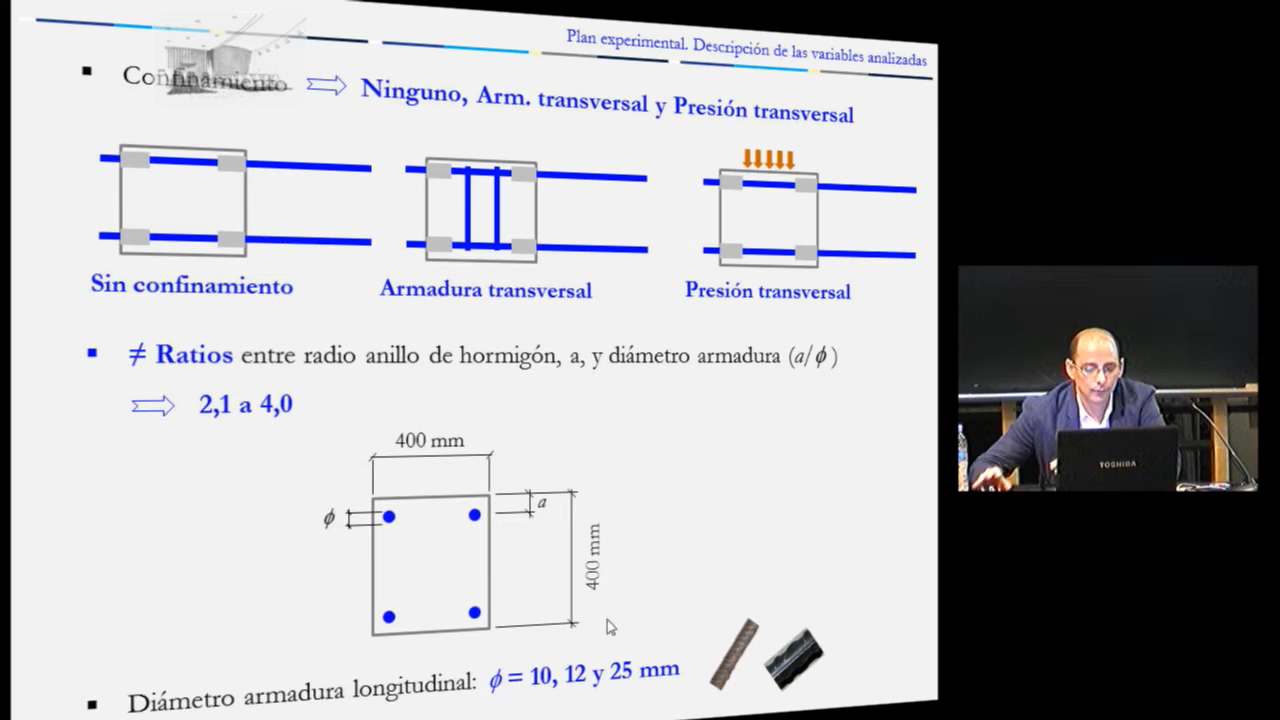 Plan experimental. Descripción de las variables analizadas
▪ Confinamiento ⇨ Ninguno, Arm. transversal y Presión transversal
Sin confinamiento
Armadura transversal
Presión transversal
▪ ≠ Ratios entre radio anillo de hormigón, a, y diámetro armadura (a/ϕ)
⇨ 2,1 a 4,0
400 mm
ϕ
a
400 mm
▪ Diámetro armadura longitudinal: ϕ = 10, 12 y 25 mm
TOSHIBA